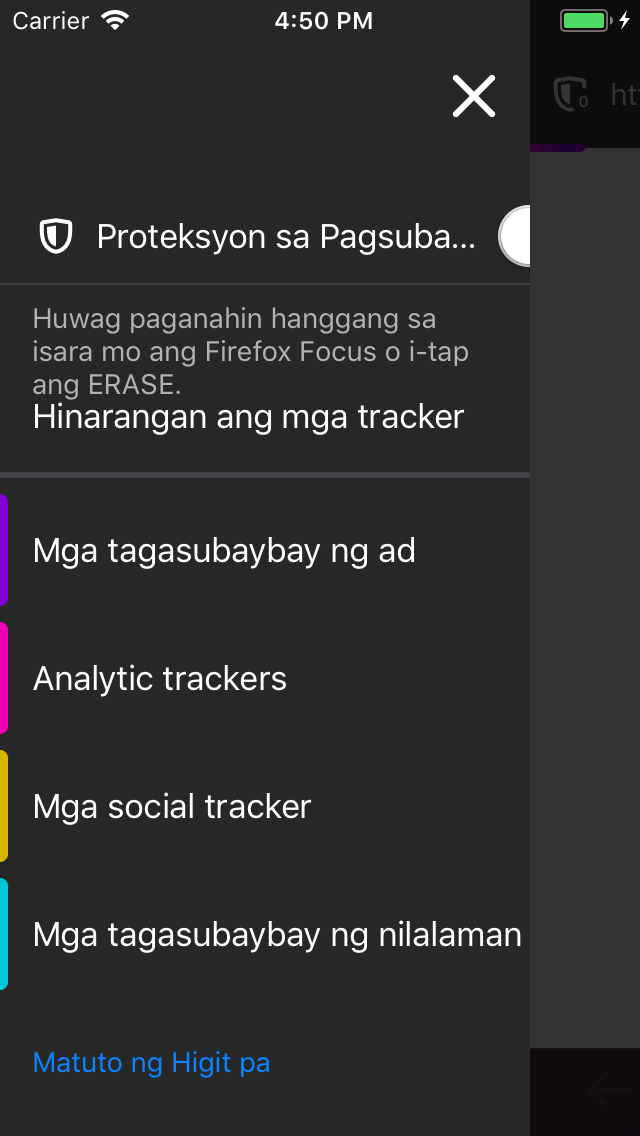 Carrier 4:50 PM
0 ht
Proteksyon sa Pagsuba...
Huwag paganahin hanggang sa
isara mo ang Firefox Focus o i-tap
ang ERASE.
Hinarangan ang mga tracker
Mga tagasubaybay ng ad
Analytic trackers
Mga social tracker
Mga tagasubaybay ng nilalaman
Matuto ng Higit pa